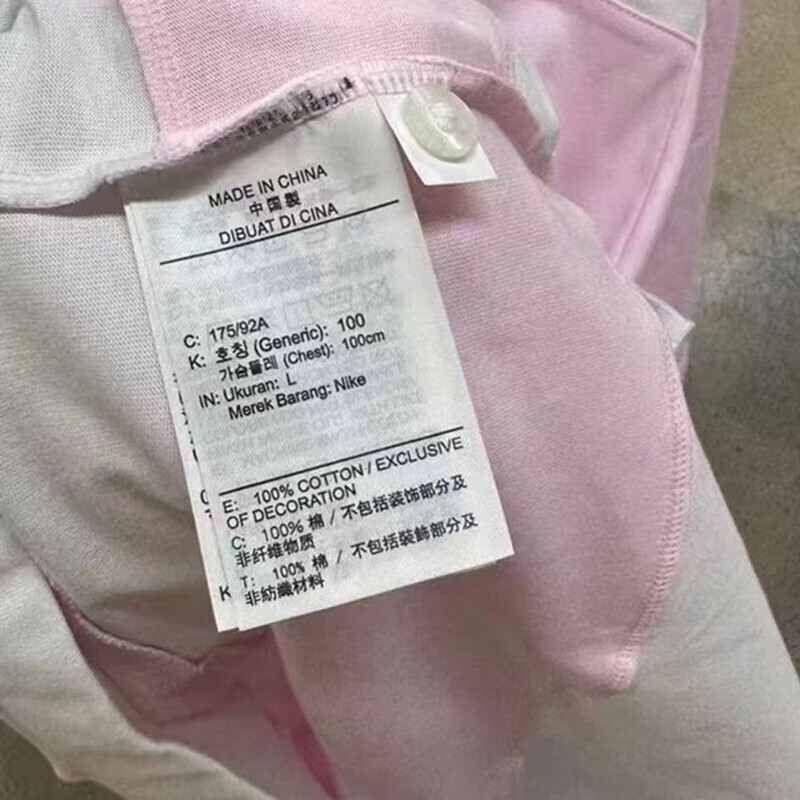 MADE IN CHINA
中国製
DIBUAT DI CINA
C: 175/92A
K: 호칭 (Generic): 100
가슴둘레 (Chest): 100cm
IN: Ukuran: L
Merek Barang: Nike
E: 100% COTTON / EXCLUSIVE
OF DECORATION
C: 100% 棉 / 不包括装饰部分及
非纤维物质
T: 100% 棉 / 不包括裝飾部分及
非紡織材料
K